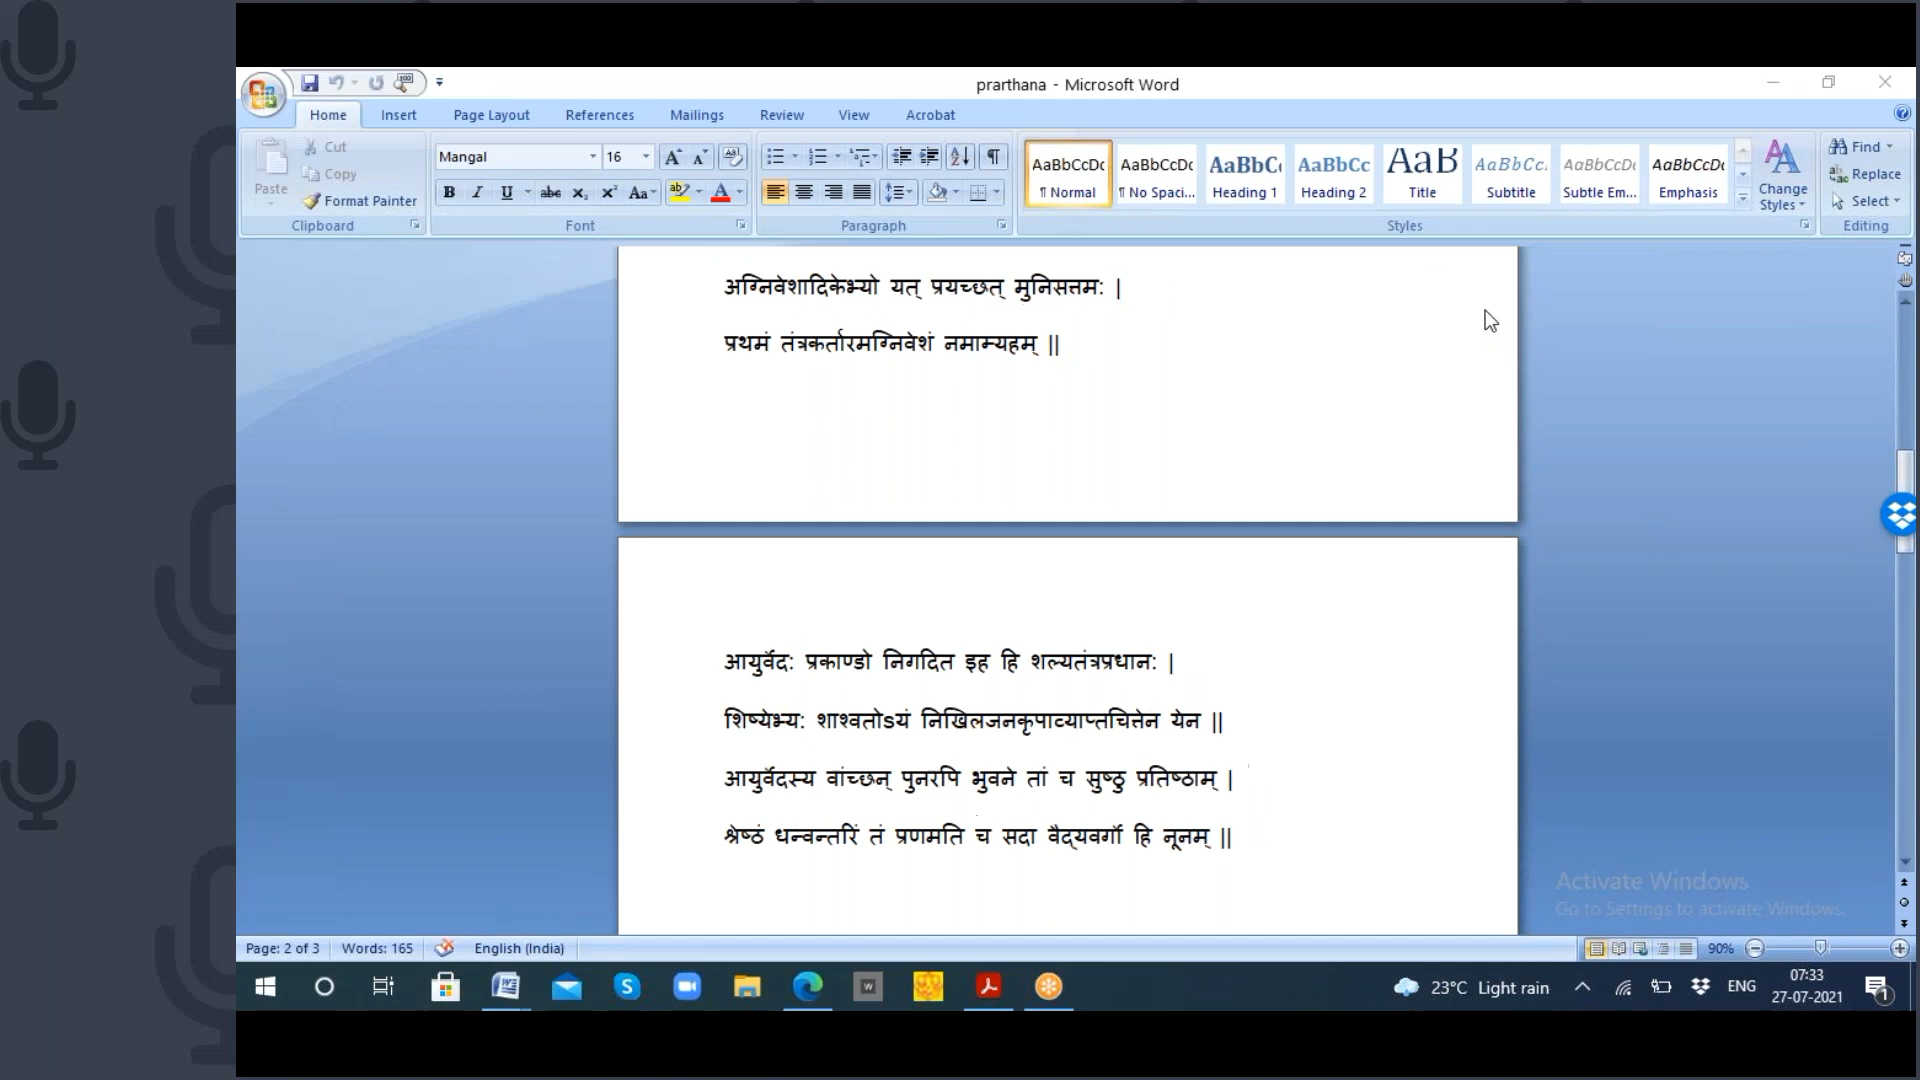 prarthana - Microsoft Word
Home Insert Page Layout References Mailings Review View Acrobat
Paste
Cut
Copy
Format Painter
Clipboard
Mangal 16
Font
Paragraph
AaBbCcDc AaBbCcDc AaBbCc AaBbCc AaB AaBbCc. AaBbCcDc AaBbCcDc
¶ Normal ¶ No Spaci... Heading 1 Heading 2 Title Subtitle Subtle Em... Emphasis
Styles
Change Styles
Find
Replace
Select
Editing
अग्निवेशादिकेभ्यो यत् प्रयच्छत् मुनिसत्तमः |
प्रथमं तंत्रकर्तारमग्निवेशं नमाम्यहम् ||
आयुर्वेद: प्रकाण्डो निगदित इह हि शल्यतंत्रप्रधान: |
शिष्येभ्य: शाश्वतोऽयं निखिलजनकृपाव्याप्तचित्तेन येन ||
आयुर्वेदस्य वांच्छन् पुनरपि भुवने तां च सुष्ठु प्रतिष्ठाम् |
श्रेष्ठं धन्वन्तरिं तं प्रणमति च सदा वैद्यवर्गो हि नूनम् ||
Activate Windows
Go to Settings to activate Windows.
Page: 2 of 3 Words: 165 English (India) 90%
23°C Light rain ENG 07:33
27-07-2021 1